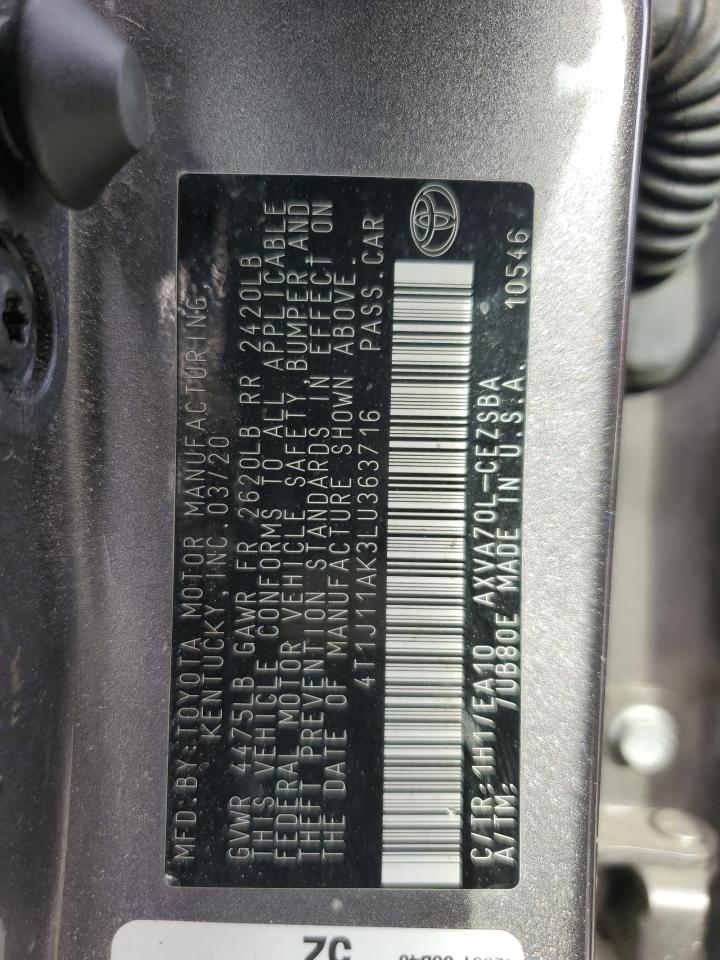 MFD.BY:TOYOTA MOTOR MANUFACTURING,
KENTUCKY,INC.03/20
GVWR 4475LB GAWR FR 2620LB RR 2420LB
THIS VEHICLE CONFORMS TO ALL APPLICABLE
FEDERAL MOTOR VEHICLE SAFETY,BUMPER,AND
THEFT PREVENTION STANDARDS IN EFFECT ON
THE DATE OF MANUFACTURE SHOWN ABOVE.
4T1J11AK3LU363716 PASS.CAR
C/TR:1H1/EA10 AXVA70L-CEZSBA 10546
A/TM: /UB80E MADE IN U.S.A.